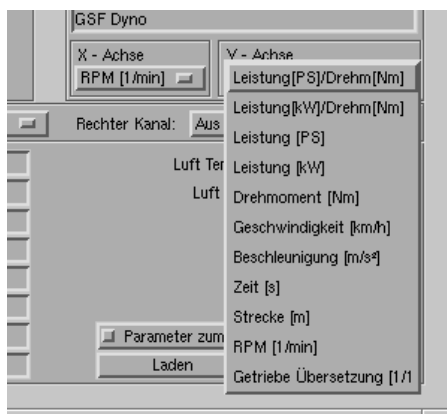 GSF Dyno
X - Achse
Y - Achse
RPM [1/min]
Leistung[PS]/Drehm[Nm]
Leistung[kW]/Drehm[Nm]
Rechter Kanal: Aus
Leistung [PS]
Luft Ter
Leistung [kW]
Luft
Drehmoment [Nm]
Geschwindigkeit [km/h]
Beschleunigung [m/s²]
Zeit [s]
Strecke [m]
Parameter zum
RPM [1/min]
Laden
Getriebe Übersetzung [1/1